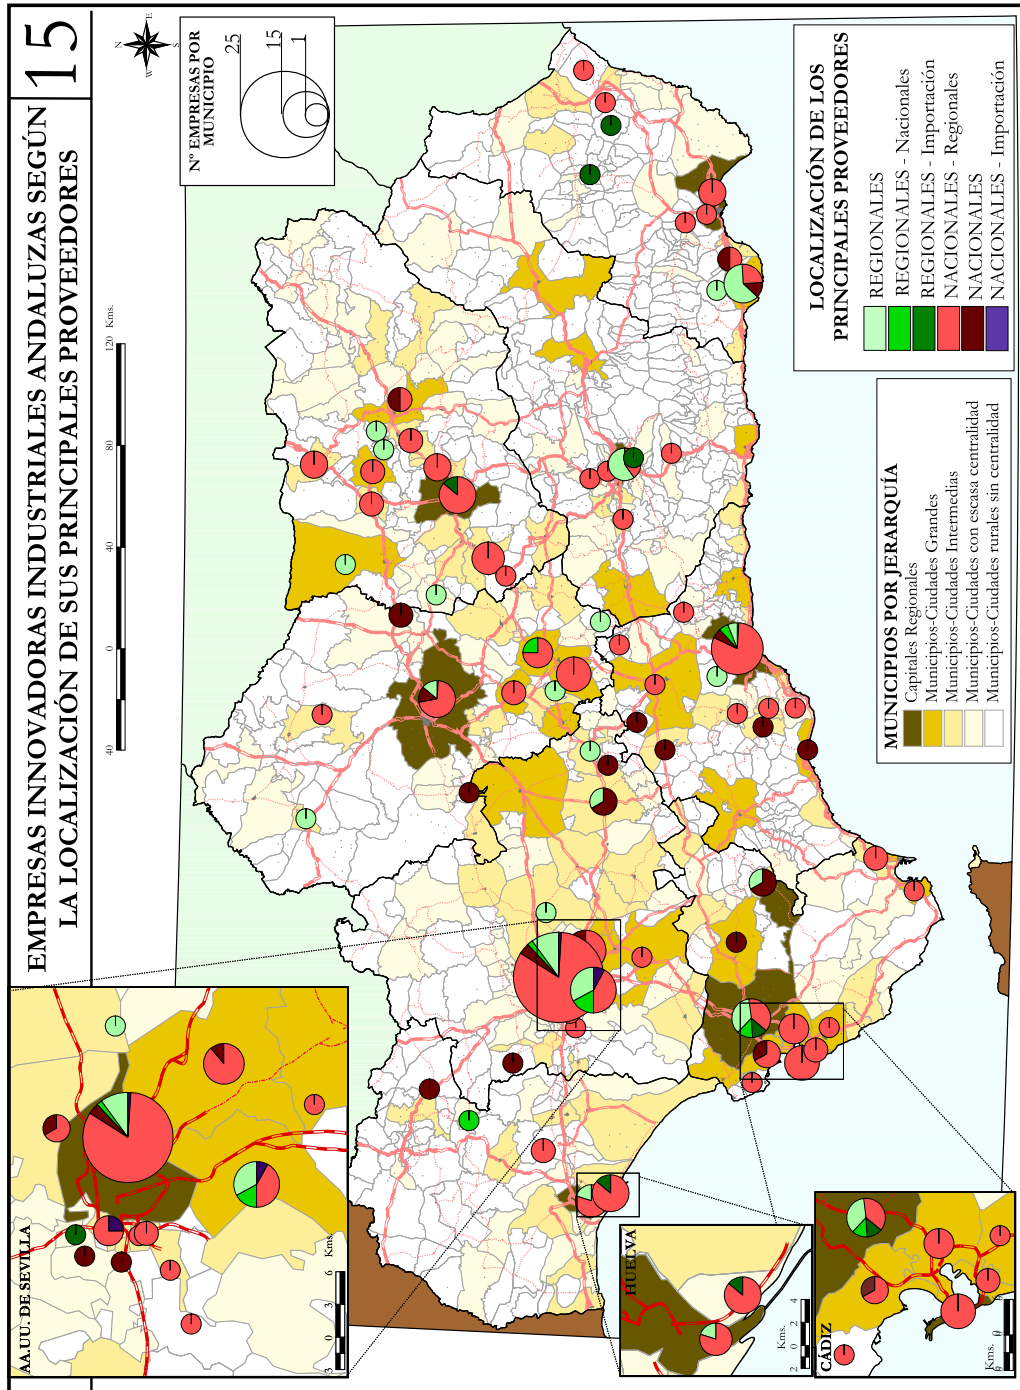 EMPRESAS INNOVADORAS INDUSTRIALES ANDALUZAS SEGÚN
LA LOCALIZACIÓN DE SUS PRINCIPALES PROVEEDORES
15
40 0 40 80 120 Kms.
N
E
S
W
Nº EMPRESAS POR
MUNICIPIO
25
15
1
AA.UU. DE SEVILLA
3 0 3 6 Kms.
HUELVA
Kms.
2 0 2 4
CÁDIZ
Kms.
MUNICIPIOS POR JERARQUÍA
Capitales Regionales
Municipios-Ciudades Grandes
Municipios-Ciudades Intermedias
Municipios-Ciudades con escasa centralidad
Municipios-Ciudades rurales sin centralidad
LOCALIZACIÓN DE LOS
PRINCIPALES PROVEEDORES
REGIONALES
REGIONALES - Nacionales
REGIONALES - Importación
NACIONALES - Regionales
NACIONALES
NACIONALES - Importación